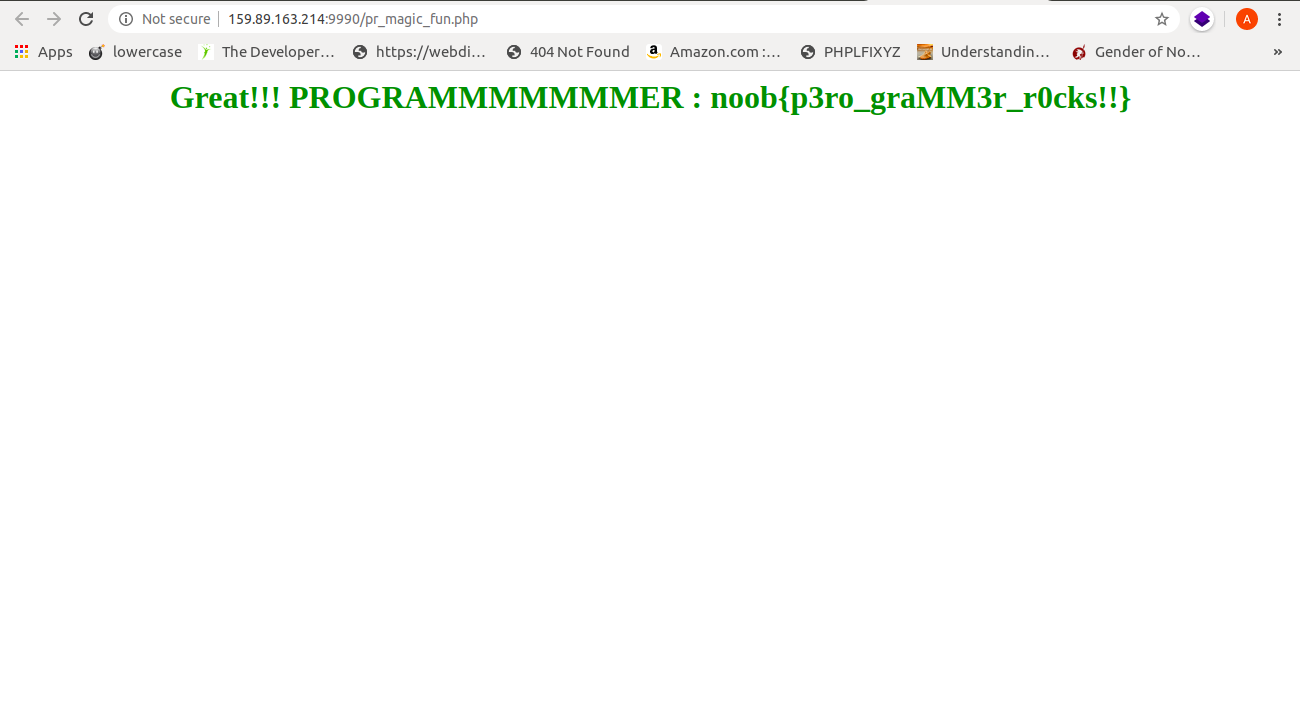 Not secure 159.89.163.214:9990/pr_magic_fun.php A
Apps lowercase The Developer… https://webdi… 404 Not Found a Amazon.com :… PHPLFIXYZ Understandin… Gender of No… »
Great!!! PROGRAMMMMMMMER : noob{p3ro_graMM3r_r0cks!!}